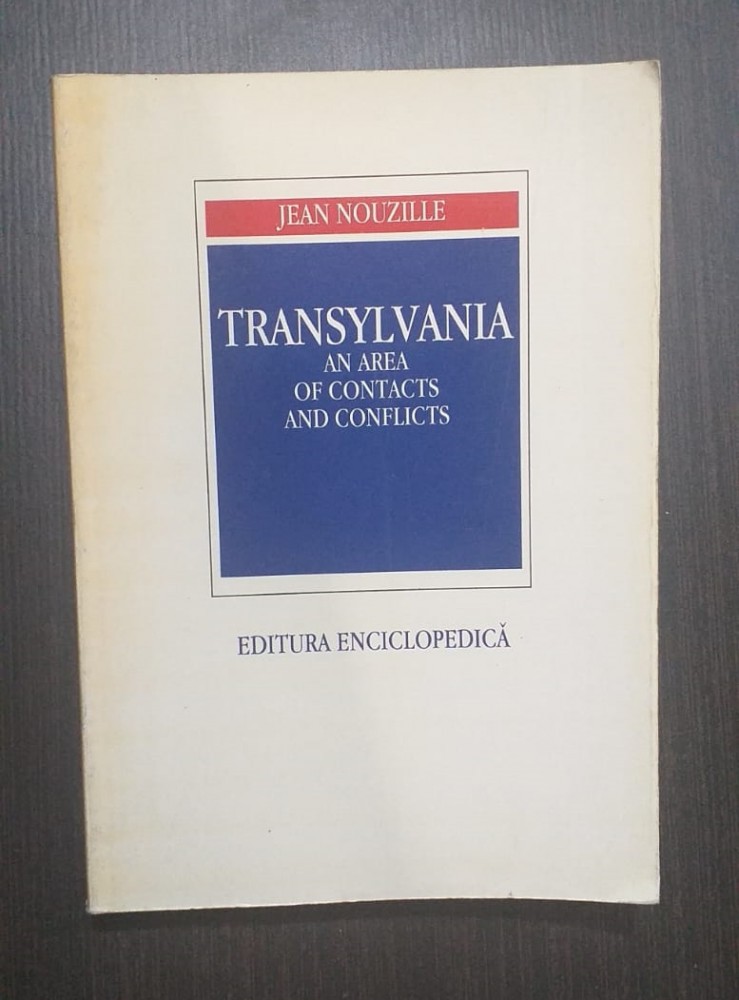 JEAN NOUZILLE
TRANSYLVANIA
AN AREA
OF CONTACTS
AND CONFLICTS
EDITURA ENCICLOPEDICĂ